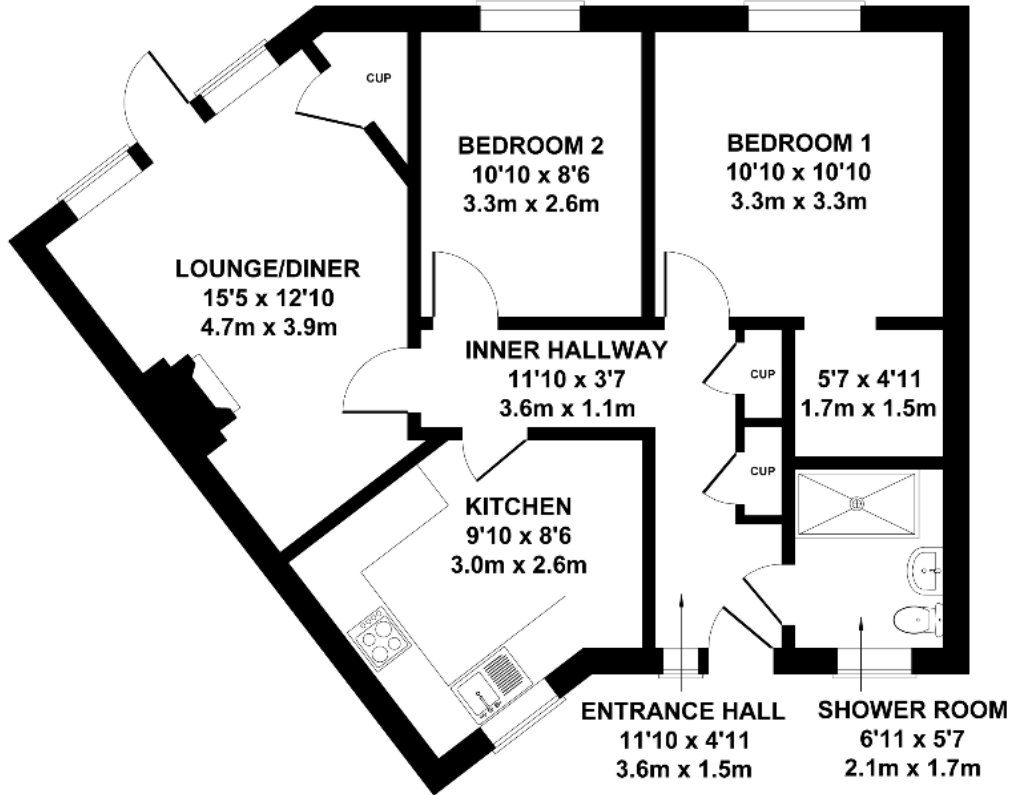 CUP
BEDROOM 2
10'10 x 8'6
3.3m x 2.6m
BEDROOM 1
10'10 x 10'10
3.3m x 3.3m
LOUNGE/DINER
15'5 x 12'10
4.7m x 3.9m
INNER HALLWAY
11'10 x 3'7
3.6m x 1.1m
CUP
5'7 x 4'11
1.7m x 1.5m
CUP
KITCHEN
9'10 x 8'6
3.0m x 2.6m
ENTRANCE HALL
11'10 x 4'11
3.6m x 1.5m
SHOWER ROOM
6'11 x 5'7
2.1m x 1.7m